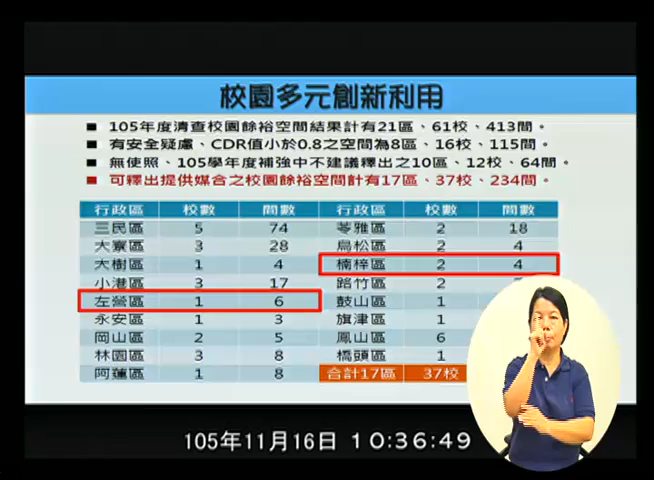 校園多元創新利用
■ 105年度清查校園餘裕空間結果計有21區、61校、413間。
■ 有安全疑慮、CDR值小於0.8之空間為8區、16校、115間。
■ 無使照、105學年度補強中不建議釋出之10區、12校、64間。
■ 可釋出提供媒合之校園餘裕空間計有17區、37校、234間。
行政區 校數 間數 行政區 校數 間數
三民區 5 74 苓雅區 2 18
大寮區 3 28 鳥松區 2 4
大樹區 1 4 楠梓區 2 4
小港區 3 17 路竹區 2
左營區 1 6 鼓山區 1
永安區 1 3 旗津區 1
岡山區 2 5 鳳山區 6
林園區 3 8 橋頭區 1
阿蓮區 1 8 合計17區 37校
105年11月16日 10:36:49